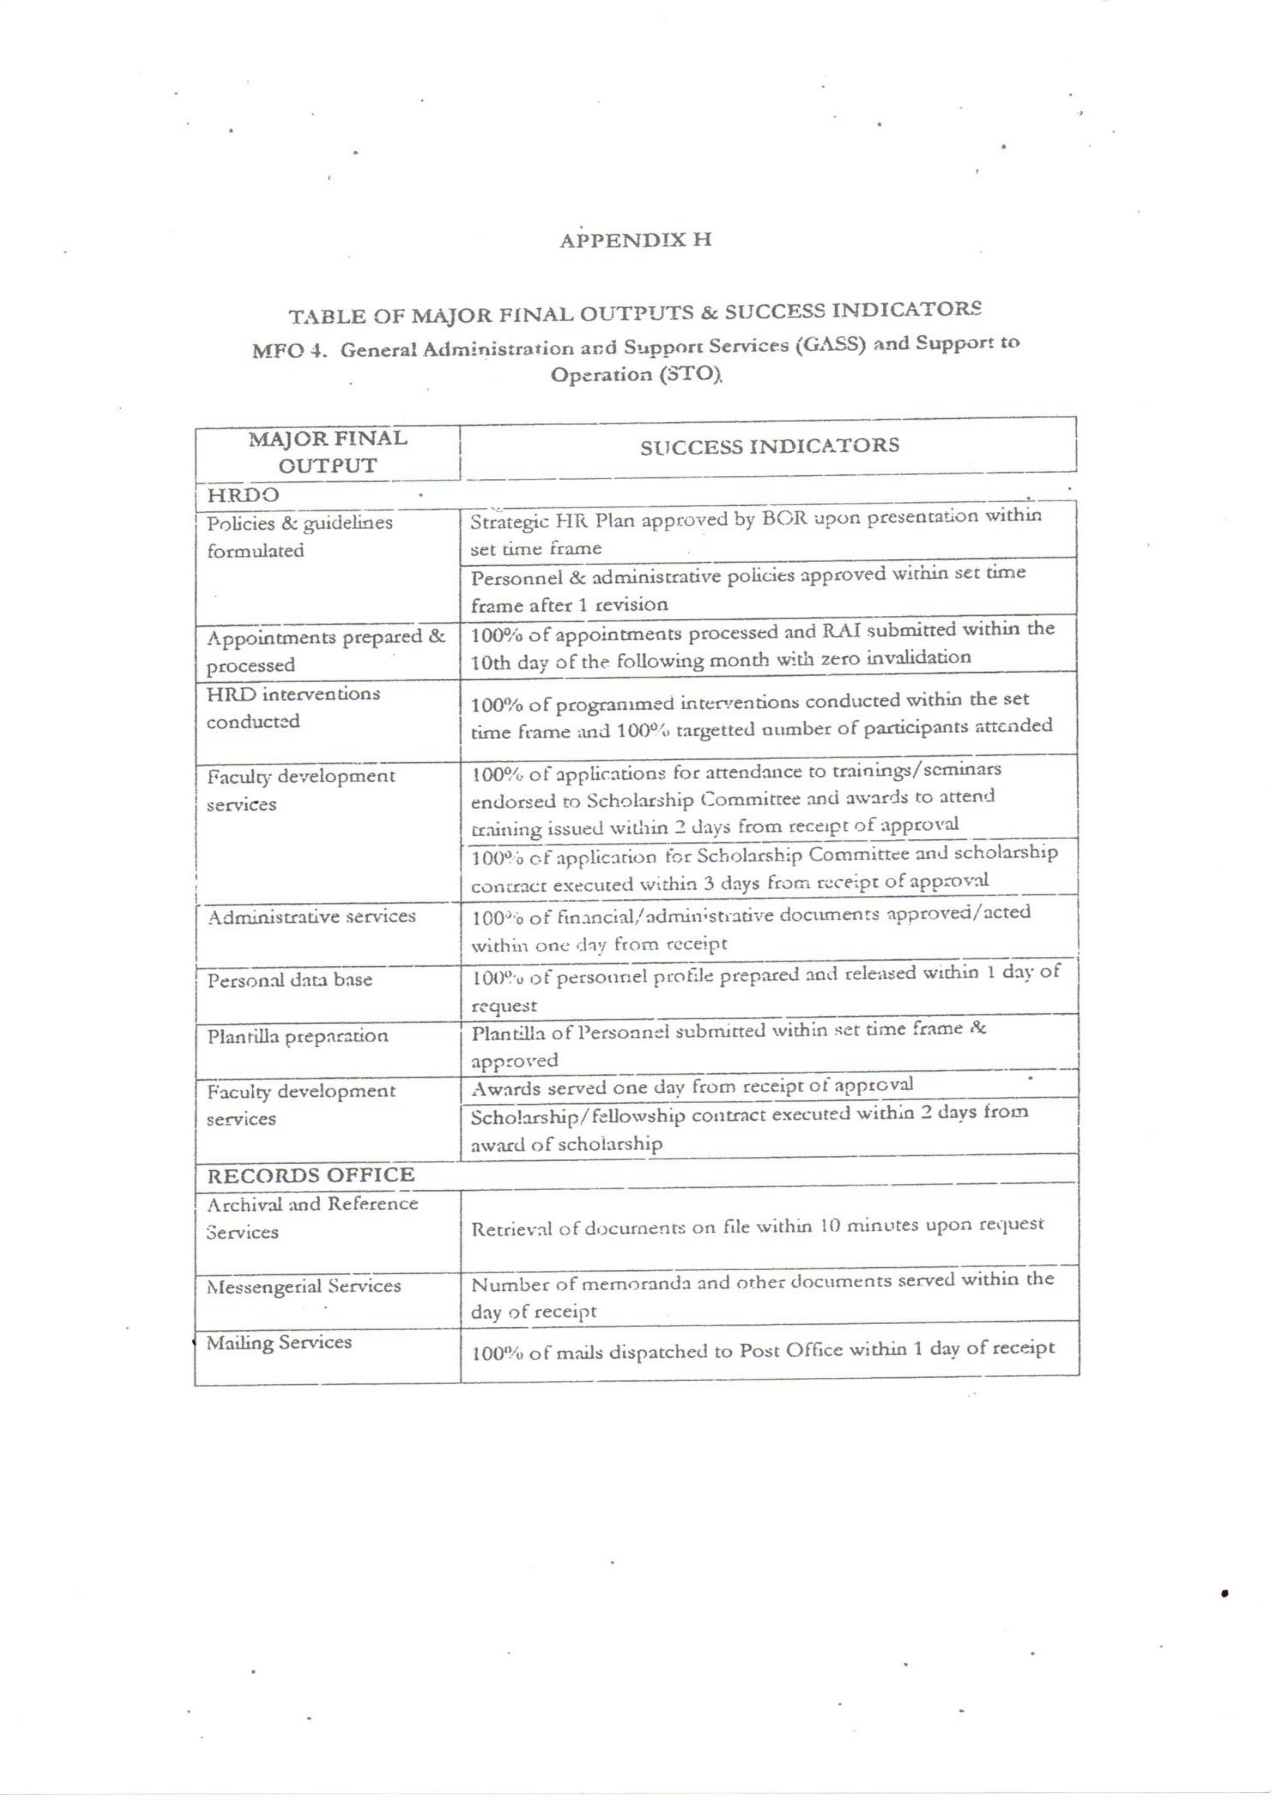 APPENDIX H
TABLE OF MAJOR FINAL OUTPUTS & SUCCESS INDICATORS
MFO 4. General Administration and Support Services (GASS) and Support to
Operation (STO)
MAJOR FINAL
OUTPUT
SUCCESS INDICATORS
HRDO
Policies & guidelines
formulated
Strategic HR Plan approved by BOR upon presentation within
set time frame
Personnel & administrative policies approved within set time
frame after 1 revision
Appointments prepared &
processed
100% of appointments processed and RAI submitted within the
10th day of the following month with zero invalidation
HRD interventions
conducted
100% of programmed interventions conducted within the set
time frame and 100% targetted number of participants attended
Faculty development
services
100% of applications for attendance to trainings/seminars
endorsed to Scholarship Committee and awards to attend
training issued within 2 days from receipt of approval
100% of application for Scholarship Committee and scholarship
contract executed within 3 days from receipt of approval
Administrative services
100% of financial/administrative documents approved/acted
within one day from receipt
Personal data base
100% of personnel profile prepared and released within 1 day of
request
Plantilla preparation
Plantilla of Personnel submitted within set time frame &
approved
Faculty development
services
Awards served one day from receipt of approval
Scholarship/fellowship contract executed within 2 days from
award of scholarship
RECORDS OFFICE
Archival and Reference
Services
Retrieval of documents on file within 10 minutes upon request
Messengerial Services
Number of memoranda and other documents served within the
day of receipt
Mailing Services
100% of mails dispatched to Post Office within 1 day of receipt